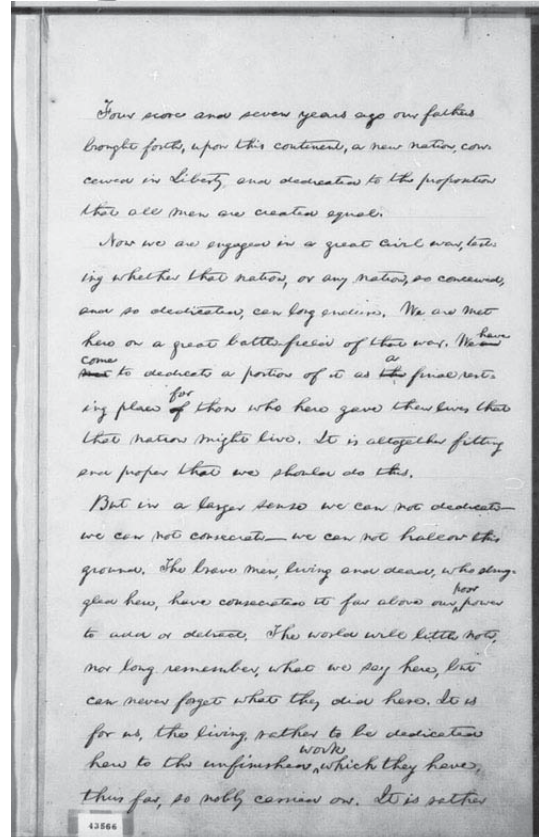 Four score and seven years ago our fathers
brought forth, upon this continent, a new nation, con-
ceived in Liberty, and dedicated to the proposition
that all men are created equal.
Now we are engaged in a great civil war, test-
ing whether that nation, or any nation, so conceived,
and so dedicated, can long endure. We are met
here on a great battle-field of that war. We are have
come met to dedicate a portion of it as the a final rest-
ing place of for those who here gave their lives that
that nation might live. It is altogether fitting
and proper that we should do this.
But in a larger sense we can not dedicate—
we can not consecrate—we can not hallow this
ground. The brave men, living and dead, who strug-
gled here, have consecrated it far above our poor power
to add or detract. The world will little note,
nor long remember, what we say here, but
can never forget what they did here. It is
for us, the living, rather to be dedicated
here to the unfinished work which they have,
thus far, so nobly carried on. It is rather
43566